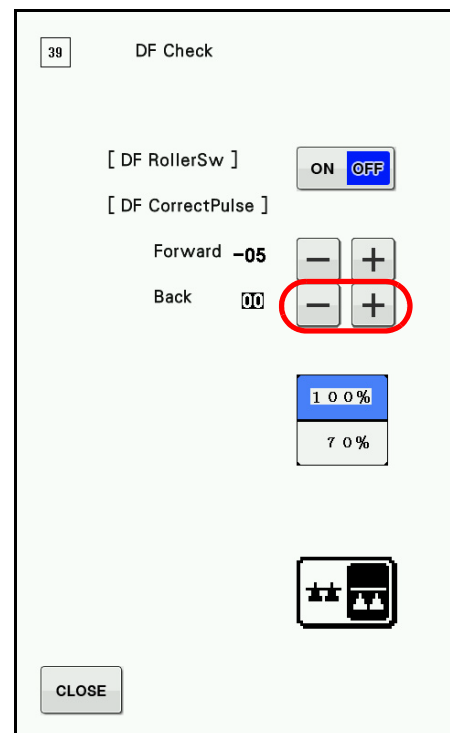 39 DF Check
[ DF RollerSw ] ON OFF
[ DF CorrectPulse ]
Forward -05 − +
Back 00 − +
100%
70%
CLOSE